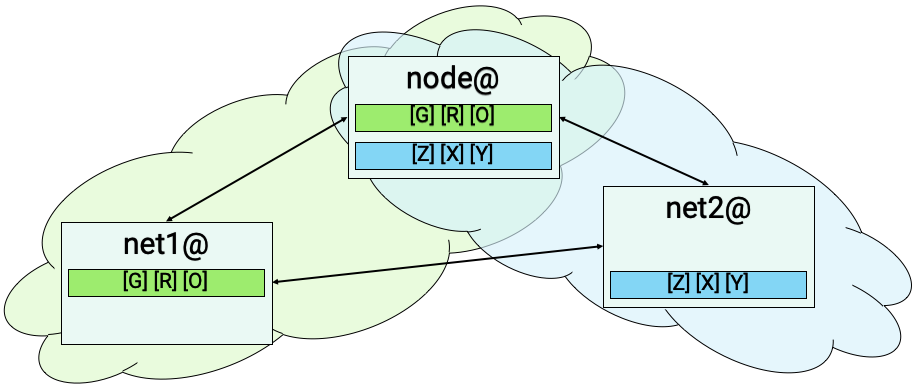 node@
[G] [R] [O]
[Z] [X] [Y]
net1@
[G] [R] [O]
net2@
[Z] [X] [Y]